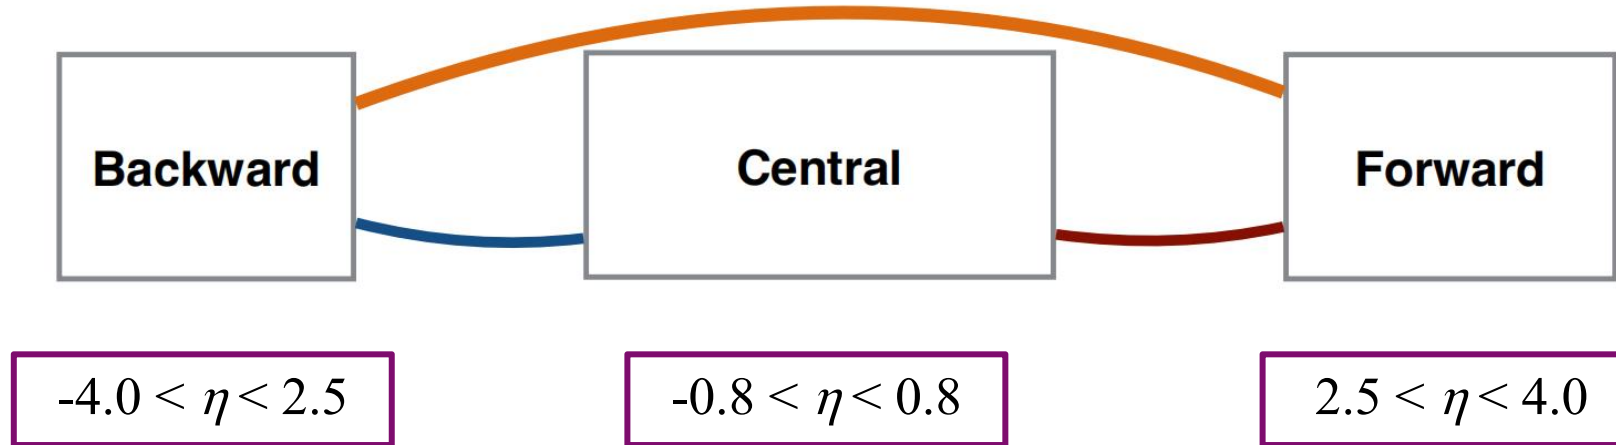 Backward Central Forward
-4.0 < η < 2.5 -0.8 < η < 0.8 2.5 < η < 4.0